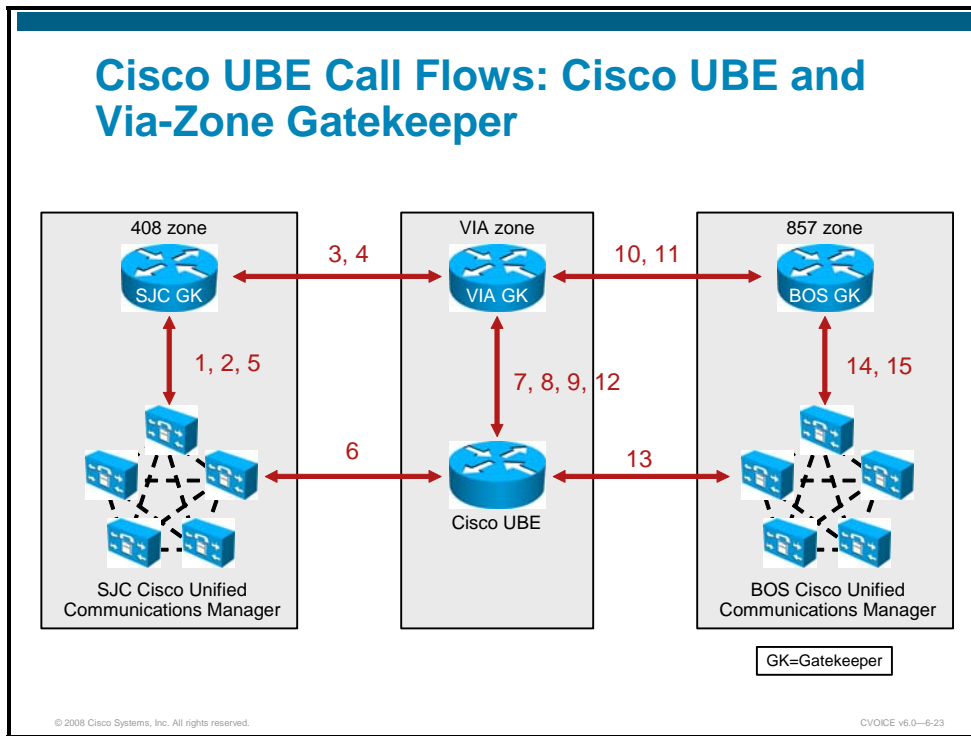 Cisco UBE Call Flows: Cisco UBE and
Via-Zone Gatekeeper
408 zone
VIA zone
857 zone
3, 4
10, 11
SJC GK
VIA GK
BOS GK
1, 2, 5
7, 8, 9, 12
14, 15
6
13
Cisco UBE
SJC Cisco Unified
Communications Manager
BOS Cisco Unified
Communications Manager
GK=Gatekeeper
© 2008 Cisco Systems, Inc. All rights reserved.
CVOICE v6.0—6-23